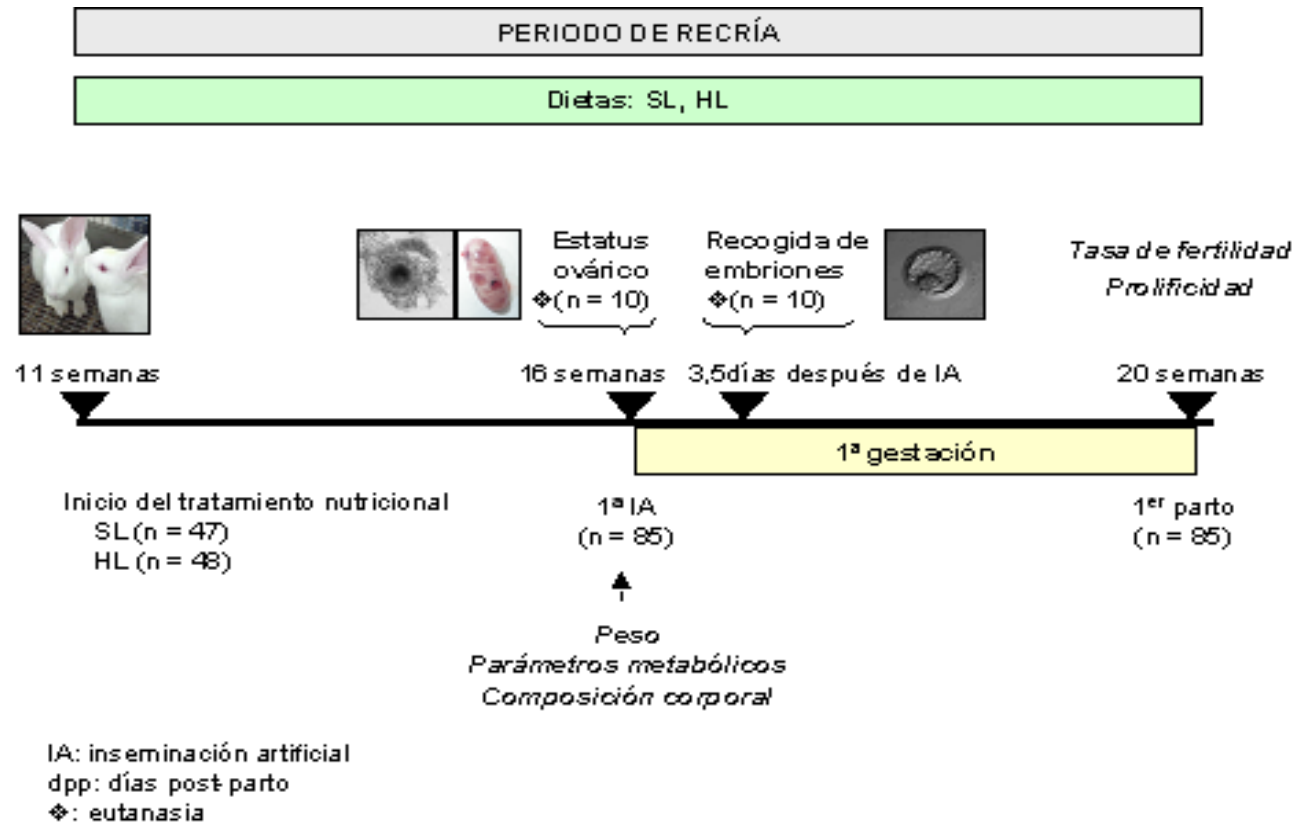 PERIODO DE RECRÍA
Dietas: SL, HL
Estatus
ovárico
❖(n = 10)
Recogida de
embriones
❖(n = 10)
Tasa de fertilidad
Prolificidad
11 semanas
16 semanas
3,5días después de IA
20 semanas
1ª gestación
Inicio del tratamiento nutricional
SL (n = 47)
HL (n = 48)
1ª IA
(n = 85)
1er parto
(n = 85)
Peso
Parámetros metabólicos
Composición corporal
IA: inseminación artificial
dpp: días post-parto
❖: eutanasia